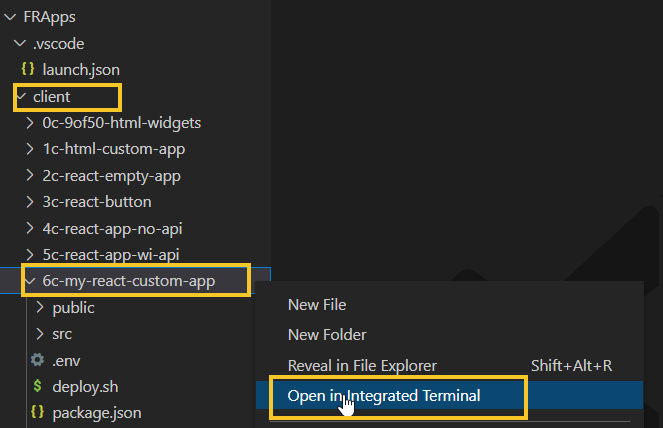 FRApps
.vscode
{} launch.json
client
0c-9of50-html-widgets
1c-html-custom-app
2c-react-empty-app
3c-react-button
4c-react-app-no-api
5c-react-app-wi-api
6c-my-react-custom-app
public
src
.env
$ deploy.sh
{} package.json
New File
New Folder
Reveal in File Explorer Shift+Alt+R
Open in Integrated Terminal